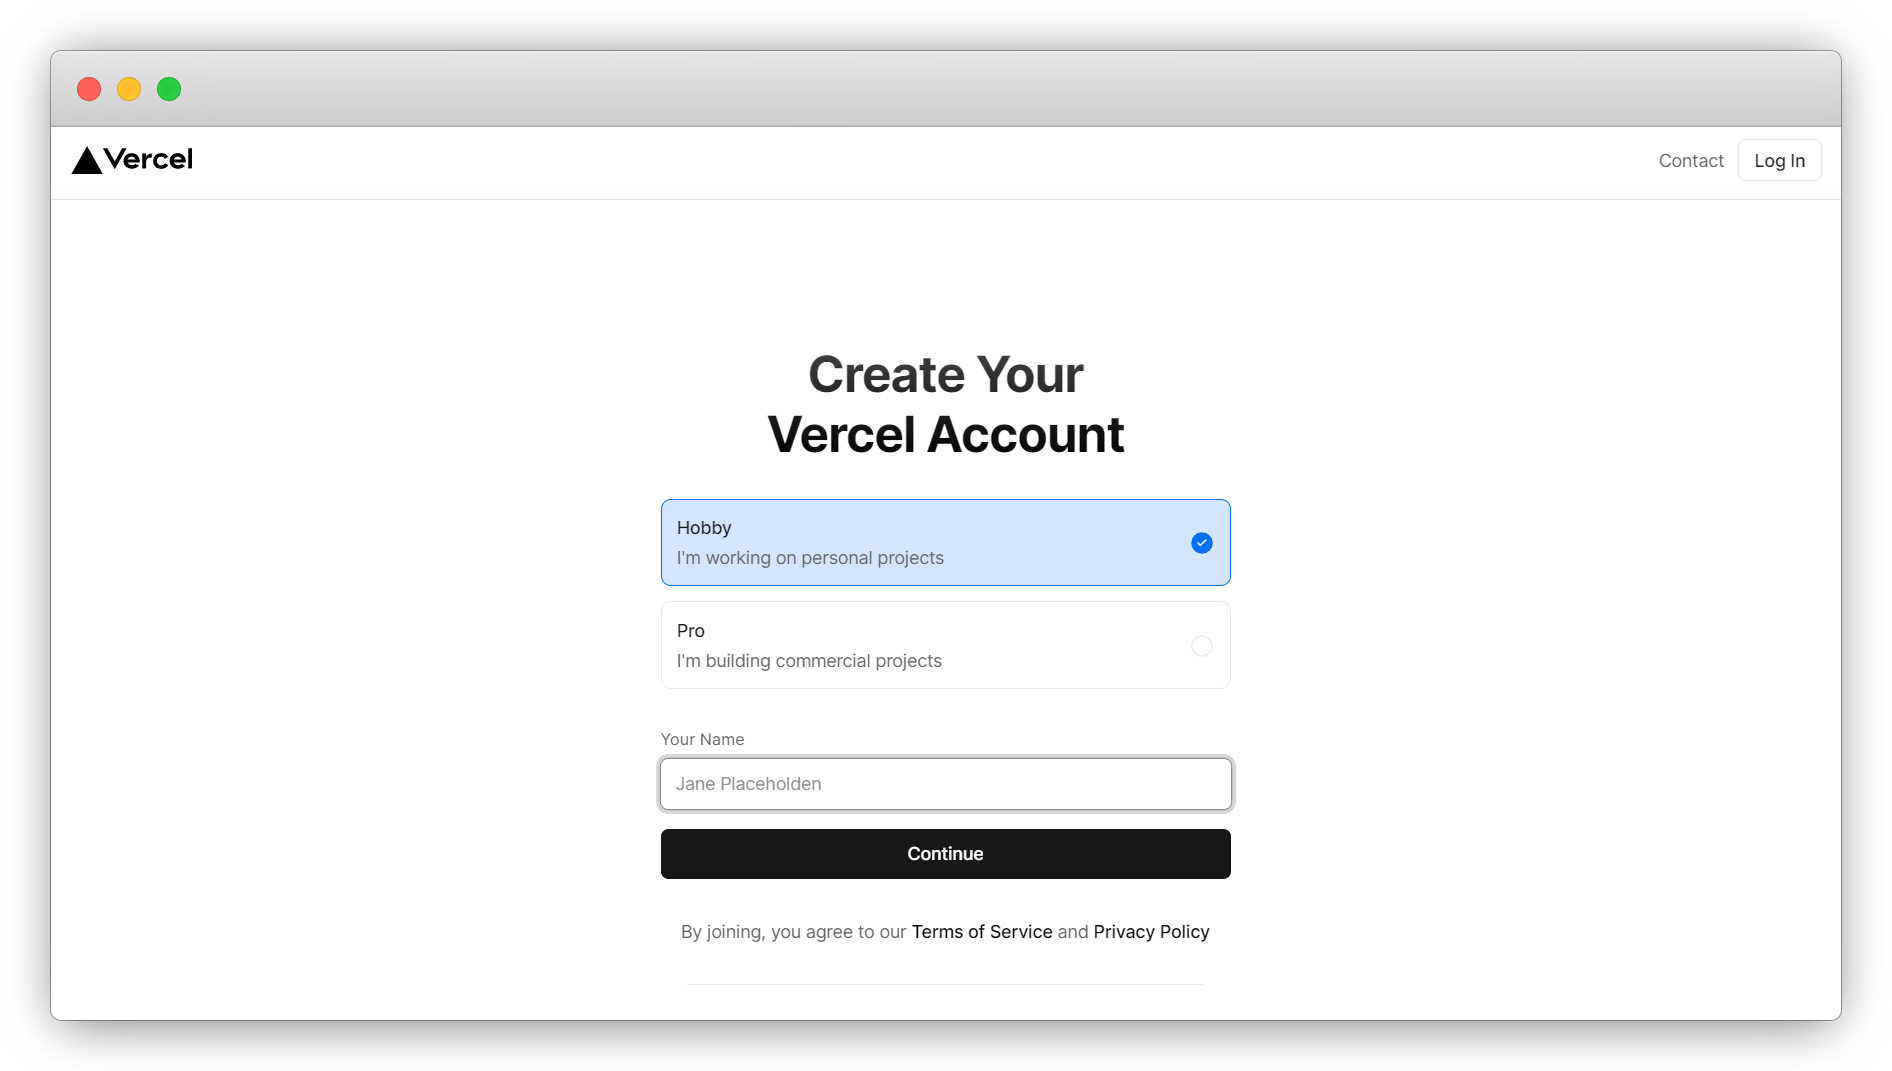 Vercel
Contact
Log In
Create Your
Vercel Account
Hobby
I'm working on personal projects
Pro
I'm building commercial projects
Your Name
Jane Placeholden
Continue
By joining, you agree to our Terms of Service and Privacy Policy